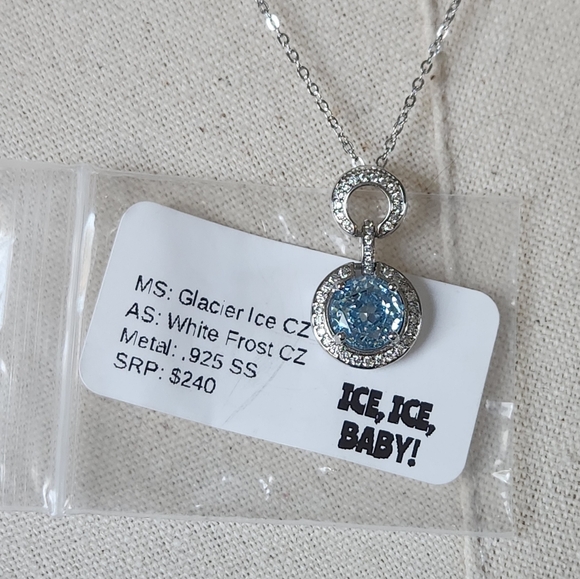 MS: Glacier Ice CZ
AS: White Frost CZ
Metal: .925 SS
SRP: $240
ICE, ICE,
BABY!